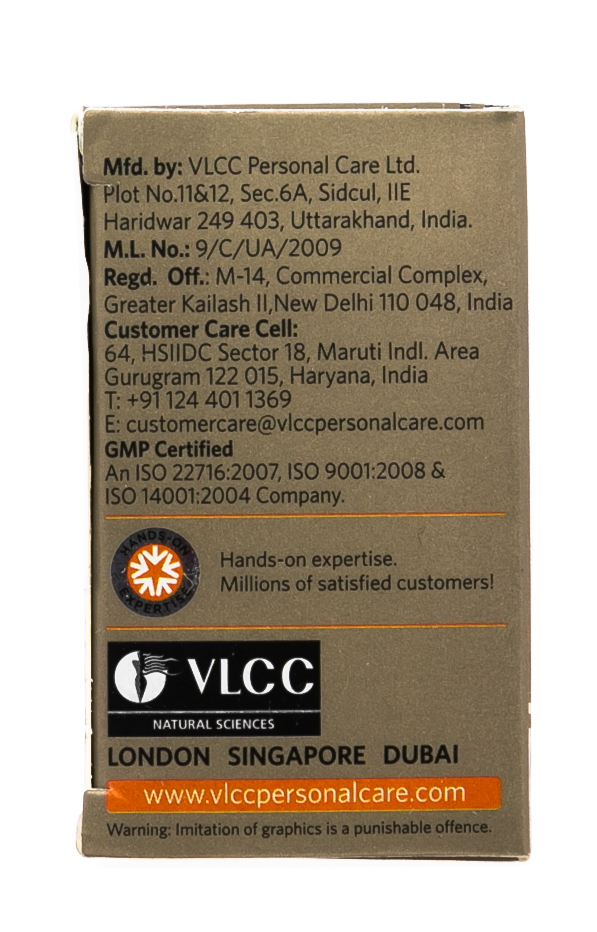 Mfd. by: VLCC Personal Care Ltd.
Plot No.11&12, Sec.6A, Sidcul, IIE
Haridwar 249 403, Uttarakhand, India.
M.L. No.: 9/C/UA/2009
Regd. Off.: M-14, Commercial Complex,
Greater Kailash II,New Delhi 110 048, India
Customer Care Cell:
64, HSIIDC Sector 18, Maruti Indl. Area
Gurugram 122 015, Haryana, India
T: +91 124 401 1369
E: customercare@vlccpersonalcare.com
GMP Certified
An ISO 22716:2007, ISO 9001:2008 &
ISO 14001:2004 Company.
HANDS-ON
EXPERTISE
Hands-on expertise.
Millions of satisfied customers!
VLCC
NATURAL SCIENCES
LONDON SINGAPORE DUBAI
www.vlccpersonalcare.com
Warning: Imitation of graphics is a punishable offence.